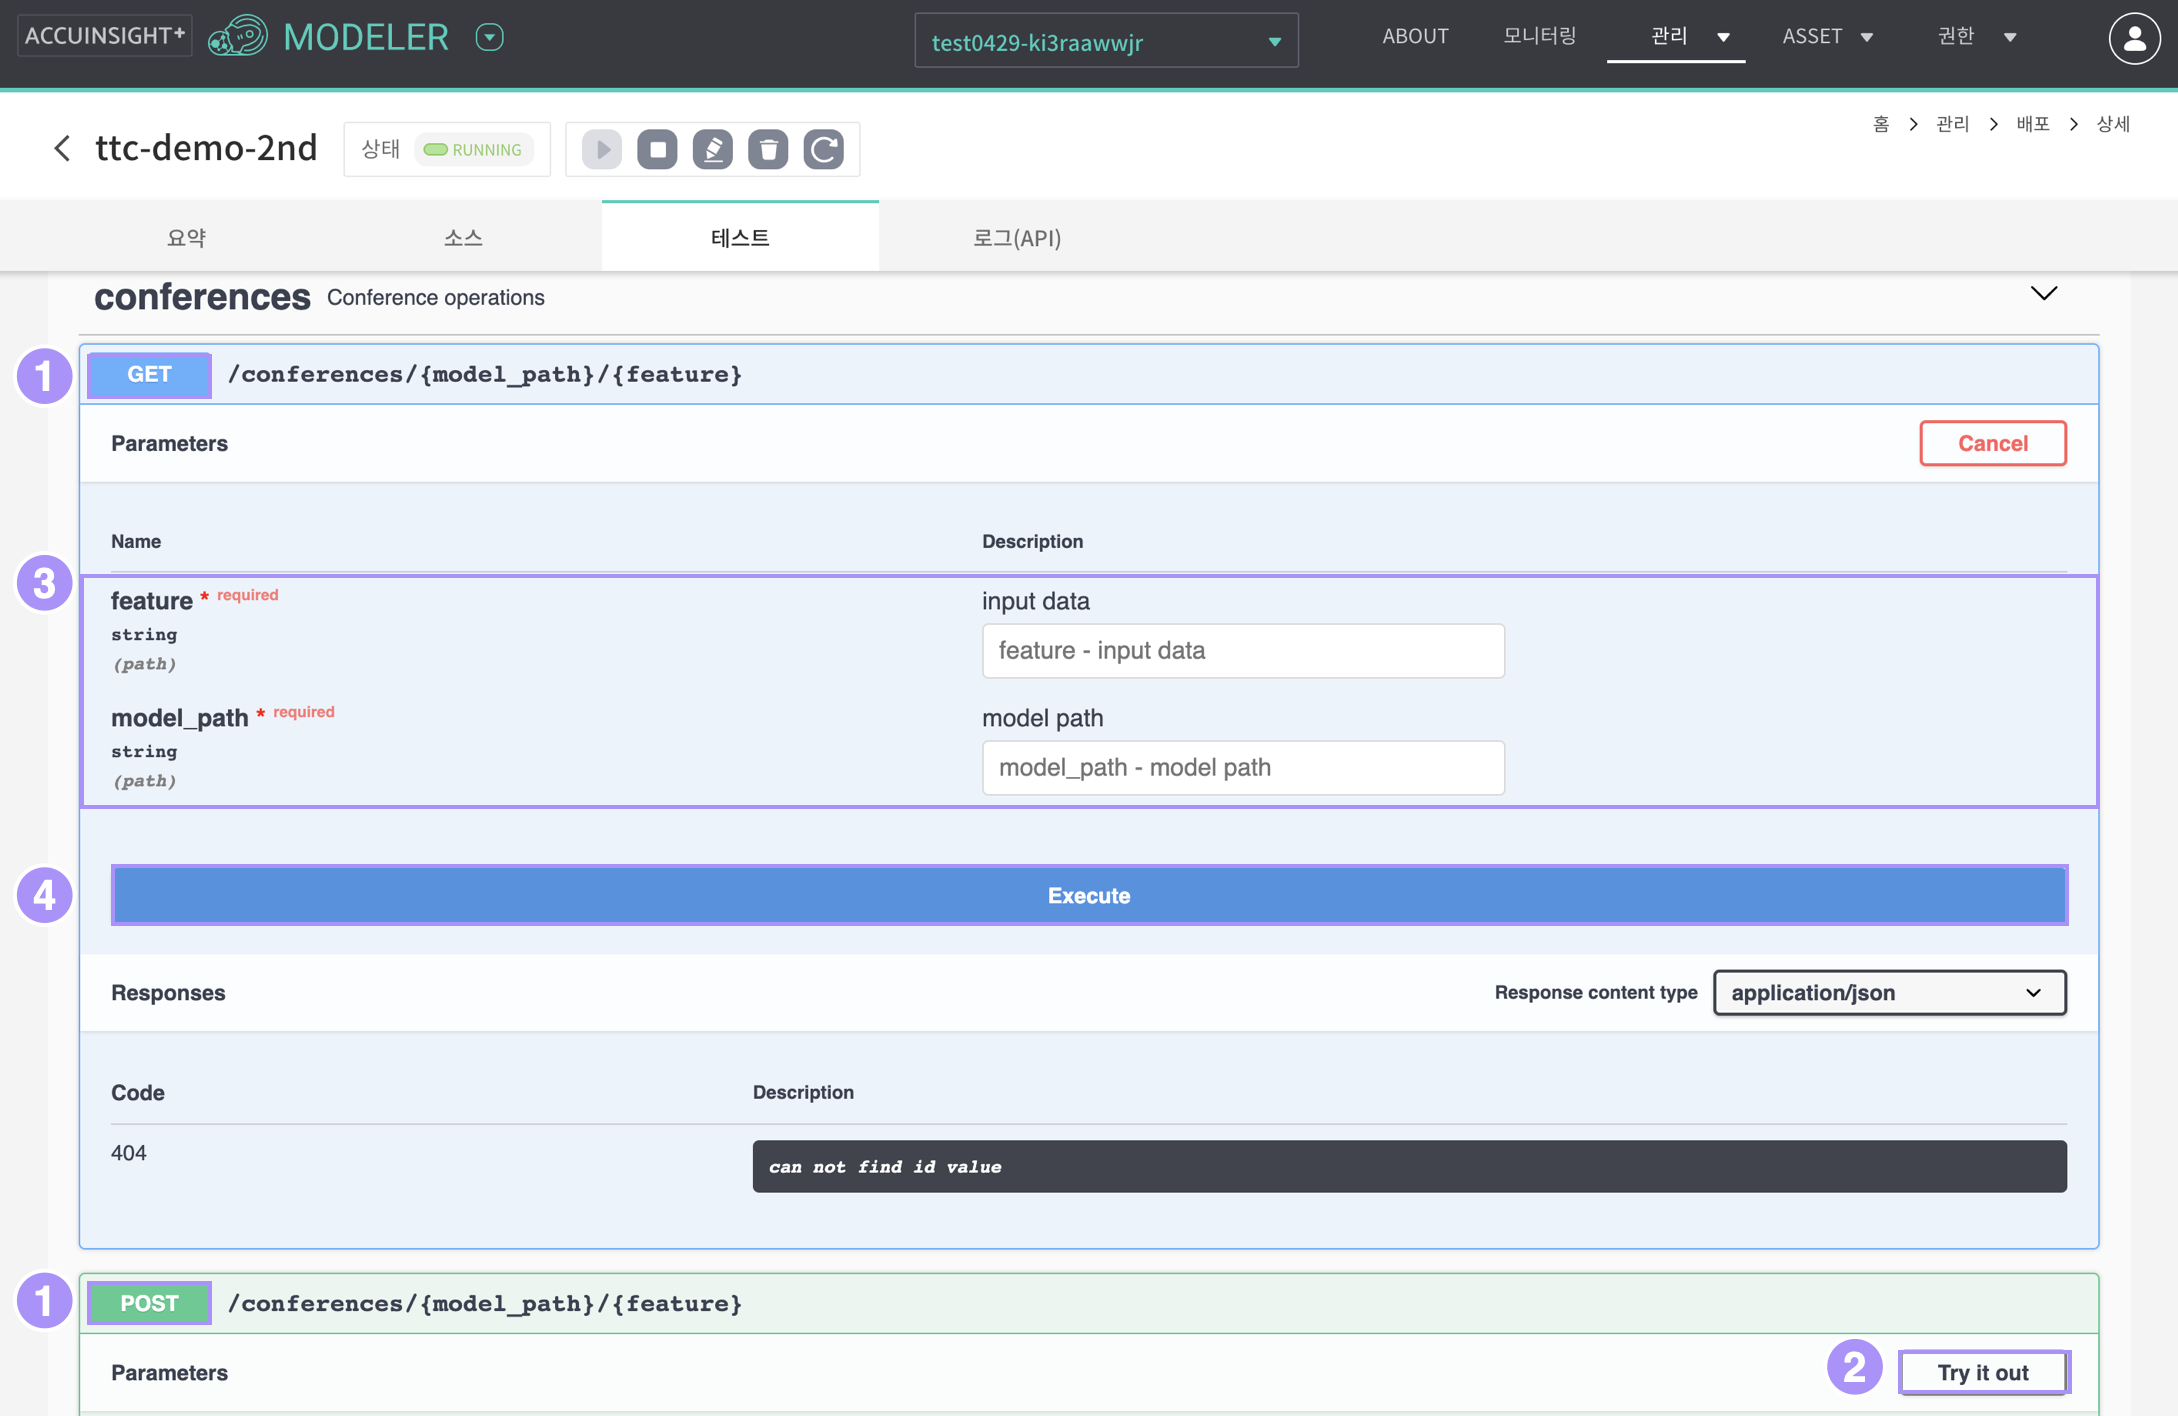 ACCUINSIGHT+ MODELER test0429-ki3raawwjr ABOUT 모니터링 관리 ASSET 권한
ttc-demo-2nd 상태 RUNNING 홈 > 관리 > 배포 > 상세
요약 소스 테스트 로그(API)
conferences Conference operations
1 GET /conferences/{model_path}/{feature}
Parameters Cancel
Name Description
3
feature * required input data
string feature - input data
(path)
model_path * required model path
string model_path - model path
(path)
4 Execute
Responses Response content type application/json
Code Description
404 can not find id value
1 POST /conferences/{model_path}/{feature}
Parameters 2 Try it out